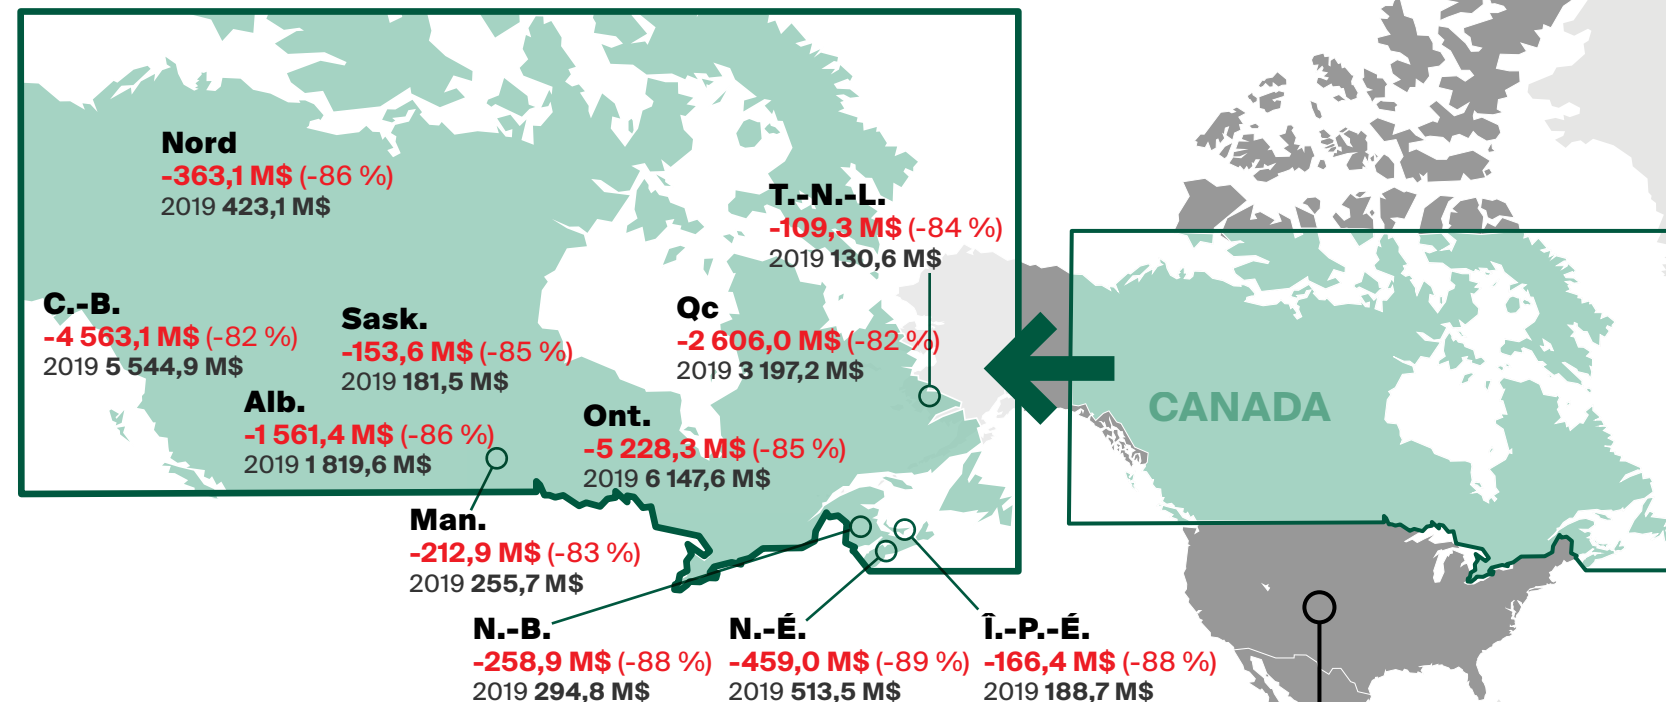 Nord
-363,1 M$ (-86 %)
2019 423,1 M$
T.-N.-L.
-109,3 M$ (-84 %)
2019 130,6 M$
C.-B.
-4 563,1 M$ (-82 %)
2019 5 544,9 M$
Sask.
-153,6 M$ (-85 %)
2019 181,5 M$
Qc
-2 606,0 M$ (-82 %)
2019 3 197,2 M$
Alb.
-1 561,4 M$ (-86 %)
2019 1 819,6 M$
Ont.
-5 228,3 M$ (-85 %)
2019 6 147,6 M$
CANADA
Man.
-212,9 M$ (-83 %)
2019 255,7 M$
N.-B.
-258,9 M$ (-88 %)
2019 294,8 M$
N.-É.
-459,0 M$ (-89 %)
2019 513,5 M$
Î.-P.-É.
-166,4 M$ (-88 %)
2019 188,7 M$